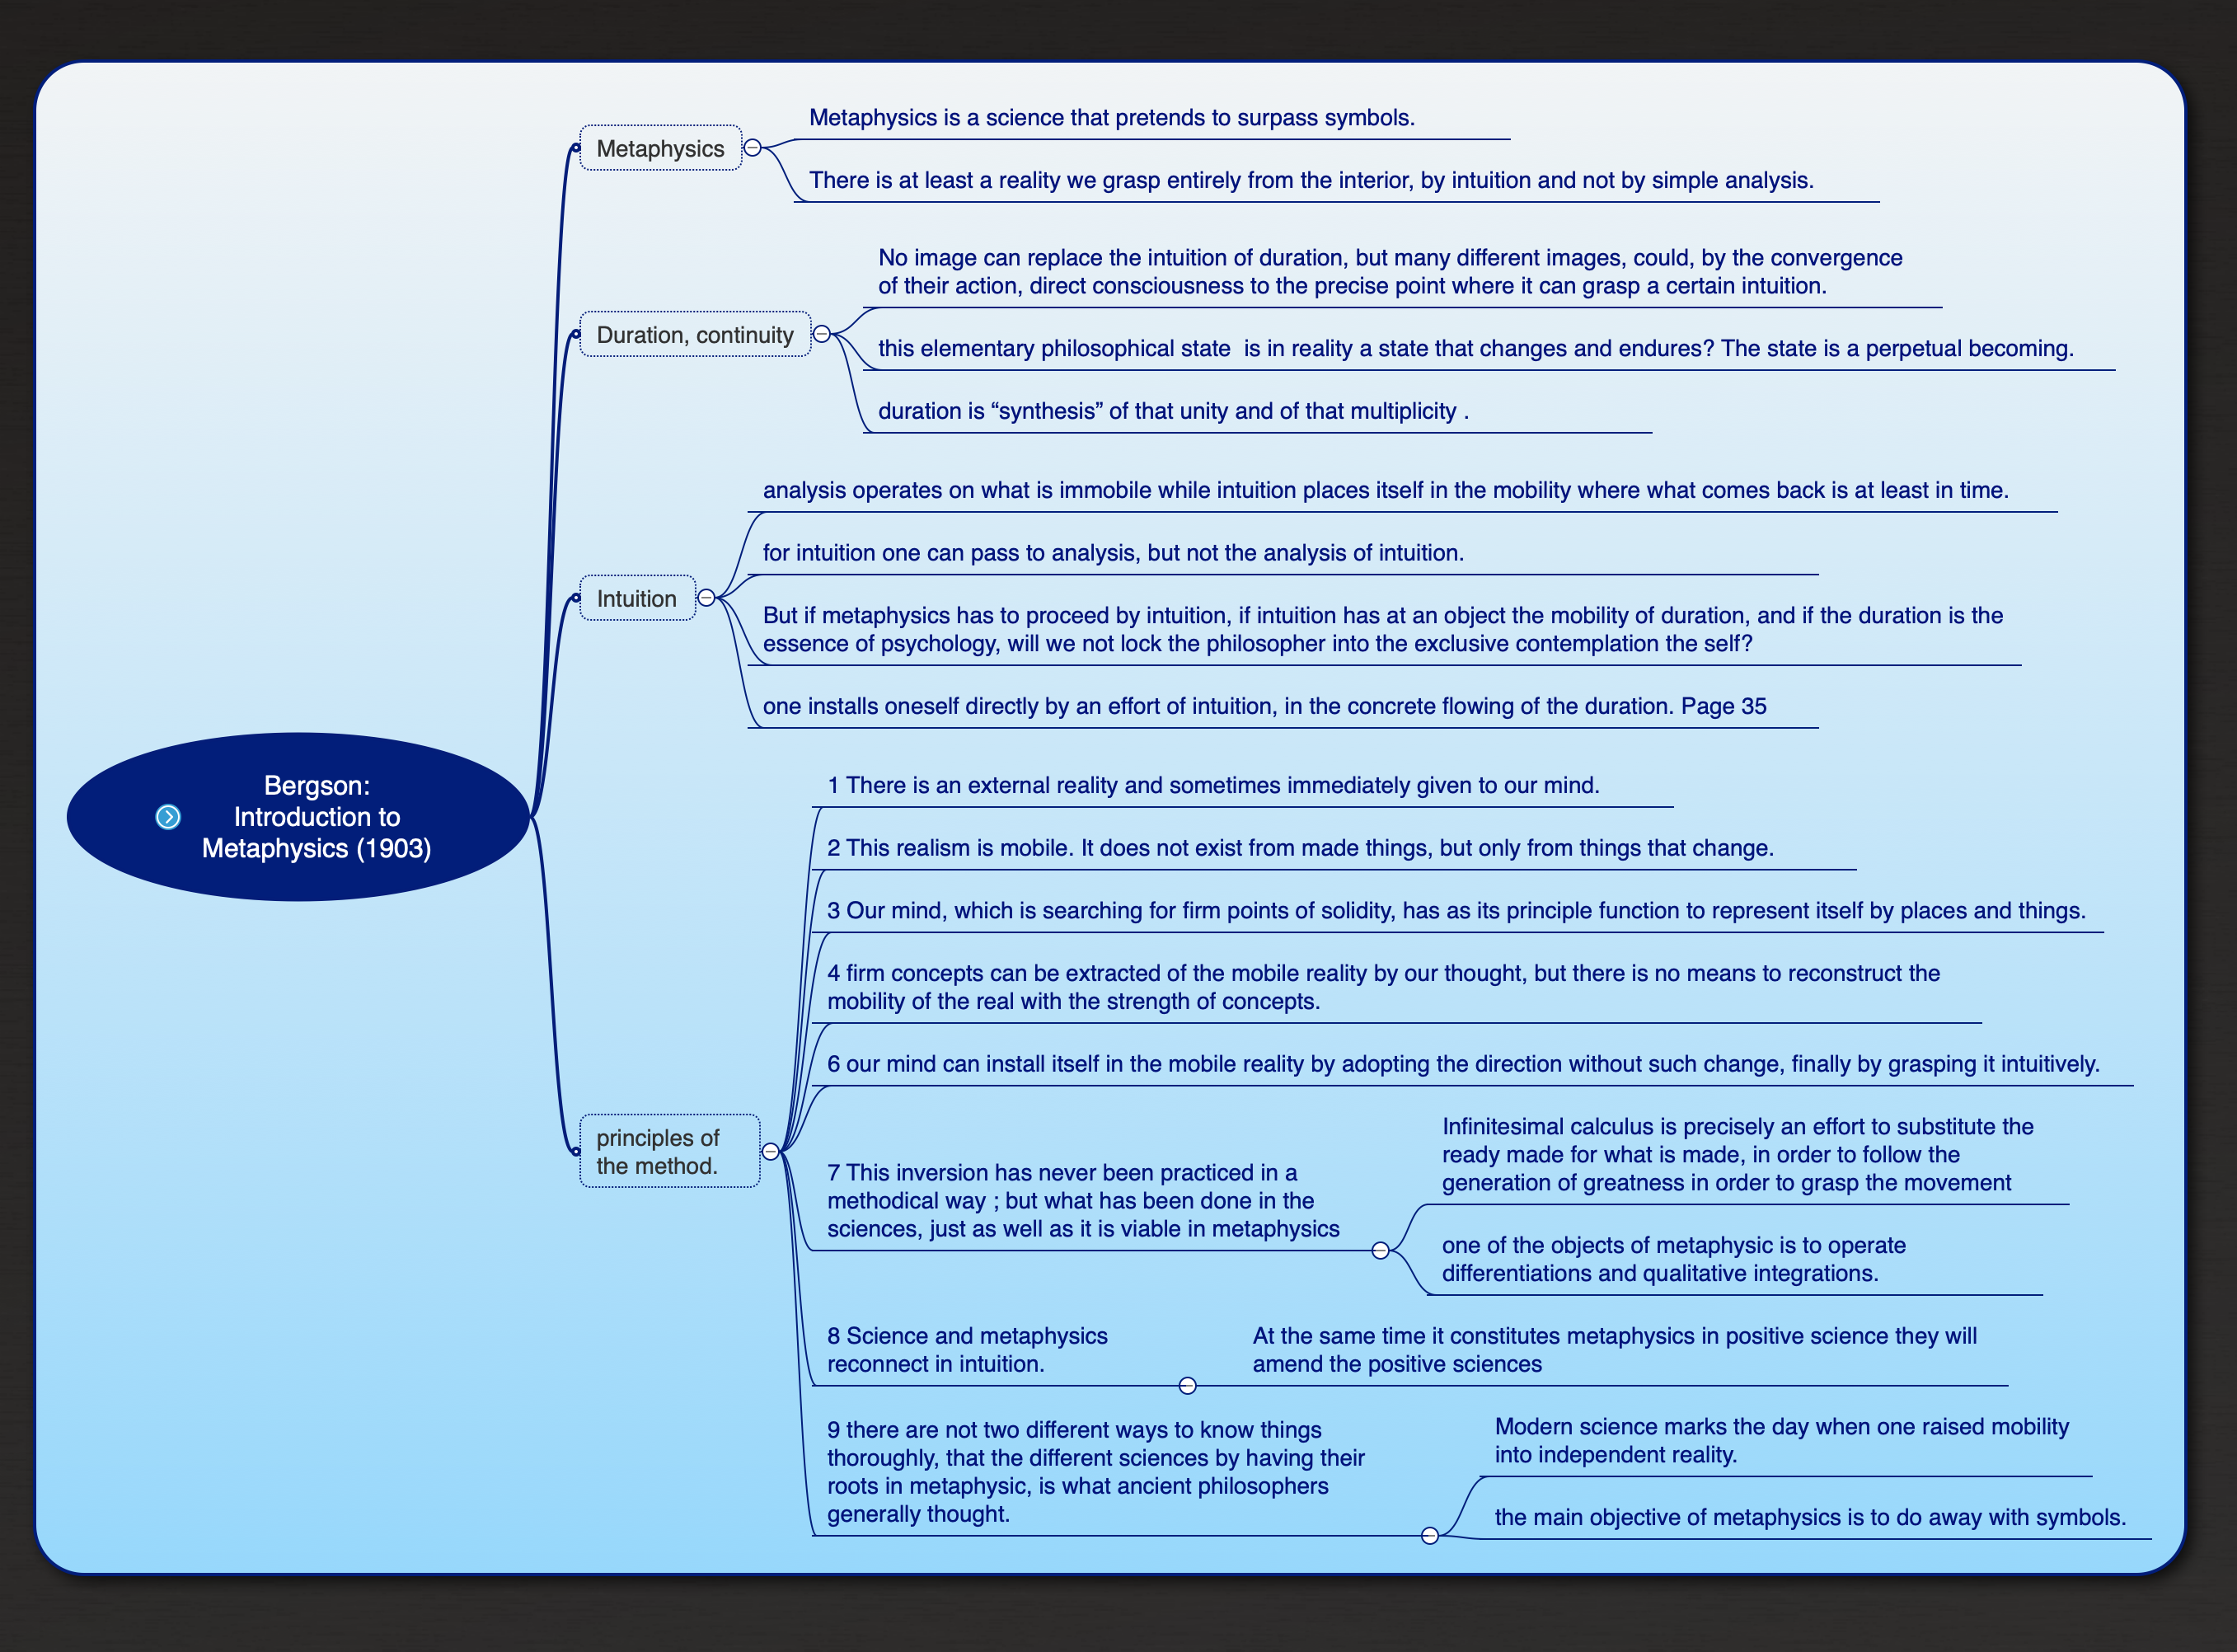 Metaphysics is a science that pretends to surpass symbols.
Metaphysics
There is at least a reality we grasp entirely from the interior, by intuition and not by simple analysis.
No image can replace the intuition of duration, but many different images, could, by the convergence
of their action, direct consciousness to the precise point where it can grasp a certain intuition.
Duration, continuity
this elementary philosophical state  is in reality a state that changes and endures? The state is a perpetual becoming.
duration is “synthesis” of that unity and of that multiplicity .
analysis operates on what is immobile while intuition places itself in the mobility where what comes back is at least in time.
for intuition one can pass to analysis, but not the analysis of intuition.
Intuition
But if metaphysics has to proceed by intuition, if intuition has at an object the mobility of duration, and if the duration is the
essence of psychology, will we not lock the philosopher into the exclusive contemplation the self?
one installs oneself directly by an effort of intuition, in the concrete flowing of the duration. Page 35
Bergson:
Introduction to
Metaphysics (1903)
1 There is an external reality and sometimes immediately given to our mind.
2 This realism is mobile. It does not exist from made things, but only from things that change.
3 Our mind, which is searching for firm points of solidity, has as its principle function to represent itself by places and things.
4 firm concepts can be extracted of the mobile reality by our thought, but there is no means to reconstruct the
mobility of the real with the strength of concepts.
6 our mind can install itself in the mobile reality by adopting the direction without such change, finally by grasping it intuitively.
principles of
the method.
7 This inversion has never been practiced in a
methodical way ; but what has been done in the
sciences, just as well as it is viable in metaphysics
Infinitesimal calculus is precisely an effort to substitute the
ready made for what is made, in order to follow the
generation of greatness in order to grasp the movement
one of the objects of metaphysic is to operate
differentiations and qualitative integrations.
8 Science and metaphysics
reconnect in intuition.
At the same time it constitutes metaphysics in positive science they will
amend the positive sciences
9 there are not two different ways to know things
thoroughly, that the different sciences by having their
roots in metaphysic, is what ancient philosophers
generally thought.
Modern science marks the day when one raised mobility
into independent reality.
the main objective of metaphysics is to do away with symbols.